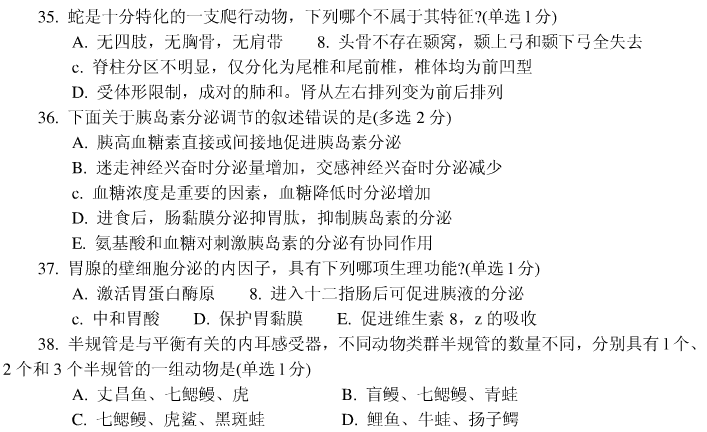 35. 蛇是十分特化的一支爬行动物，下列哪个不属于其特征?(单选1分)
A. 无四肢，无胸骨，无肩带 8. 头骨不存在颞窝，颞上弓和颞下弓全失去
c. 脊柱分区不明显，仅分化为尾椎和尾前椎，椎体均为前凹型
D. 受体形限制，成对的肺和。肾从左右排列变为前后排列
36. 下面关于胰岛素分泌调节的叙述错误的是(多选2分)
A. 胰高血糖素直接或间接地促进胰岛素分泌
B. 迷走神经兴奋时分泌量增加，交感神经兴奋时分泌减少
c. 血糖浓度是重要的因素，血糖降低时分泌增加
D. 进食后，肠黏膜分泌抑胃肽，抑制胰岛素的分泌
E. 氨基酸和血糖对刺激胰岛素的分泌有协同作用
37. 胃腺的壁细胞分泌的内因子，具有下列哪项生理功能?(单选1分)
A. 激活胃蛋白酶原 8. 进入十二指肠后可促进胰液的分泌
c. 中和胃酸 D. 保护胃黏膜 E. 促进维生素8，z的吸收
38. 半规管是与平衡有关的内耳感受器，不同动物类群半规管的数量不同，分别具有1个、
2个和3个半规管的一组动物是(单选1分)
A. 丈昌鱼、七鳃鳗、虎 B. 盲鳗、七鳃鳗、青蛙
C. 七鳃鳗、虎鲨、黑斑蛙 D. 鲤鱼、牛蛙、扬子鳄